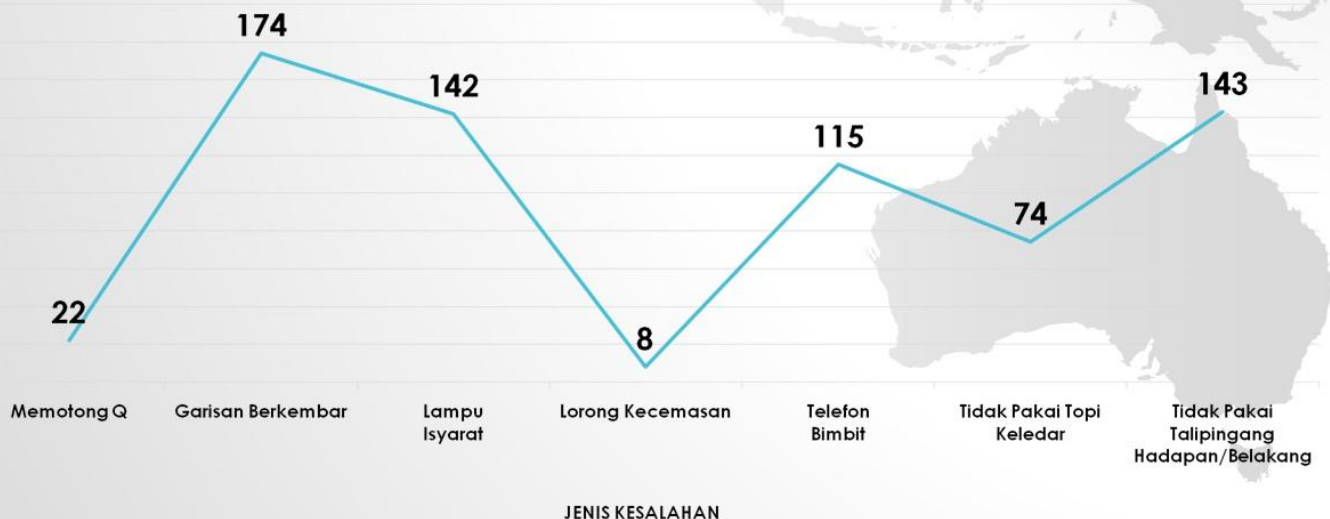 174
142
143
115
74
22
8
Memotong Q
Garisan Berkembar
Lampu
Isyarat
Lorong Kecemasan
Telefon
Bimbit
Tidak Pakai Topi
Keledar
Tidak Pakai
Talipingang
Hadapan/Belakang
JENIS KESALAHAN